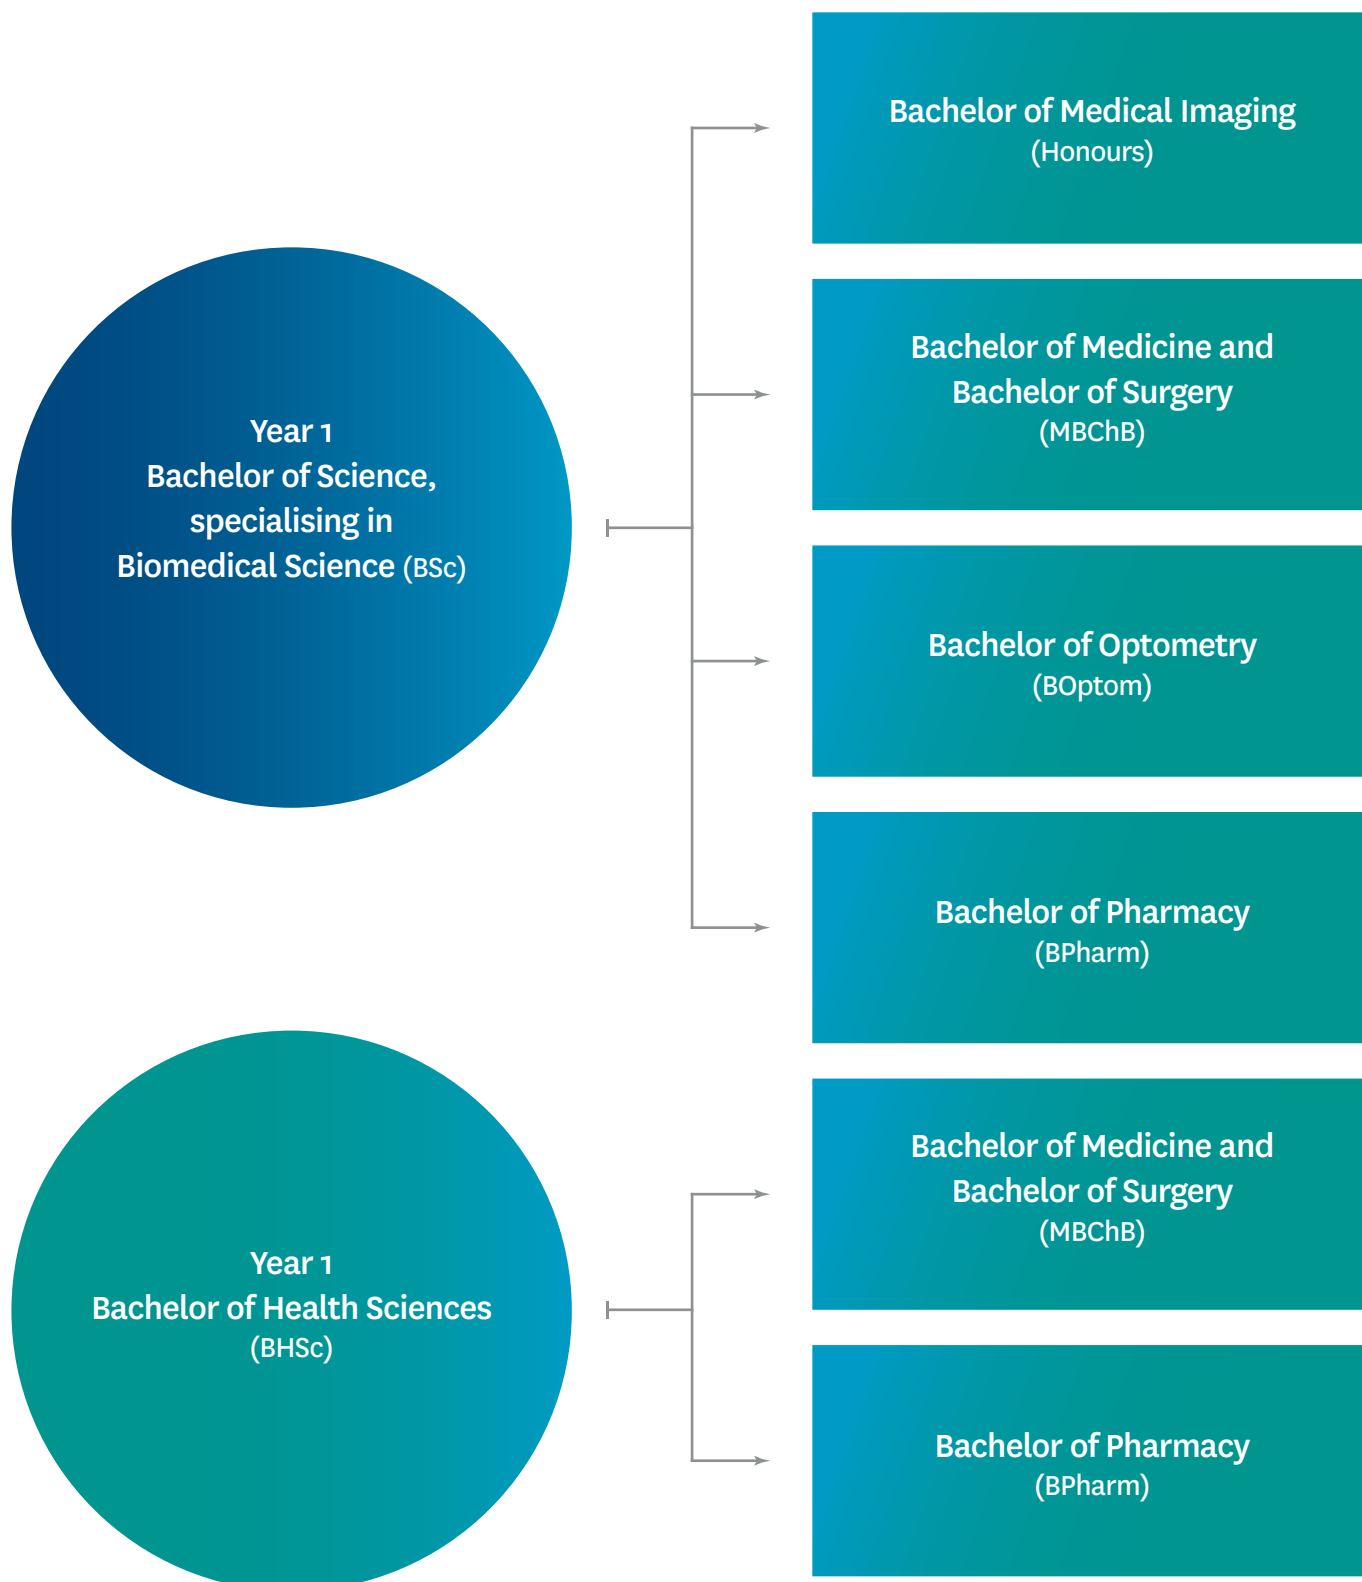 Bachelor of Medical Imaging
(Honours)
Bachelor of Medicine and
Bachelor of Surgery
(MBChB)
Year 1
Bachelor of Science,
specialising in
Biomedical Science (BSc)
Bachelor of Optometry
(BOptom)
Bachelor of Pharmacy
(BPharm)
Bachelor of Medicine and
Bachelor of Surgery
(MBChB)
Year 1
Bachelor of Health Sciences
(BHSc)
Bachelor of Pharmacy
(BPharm)